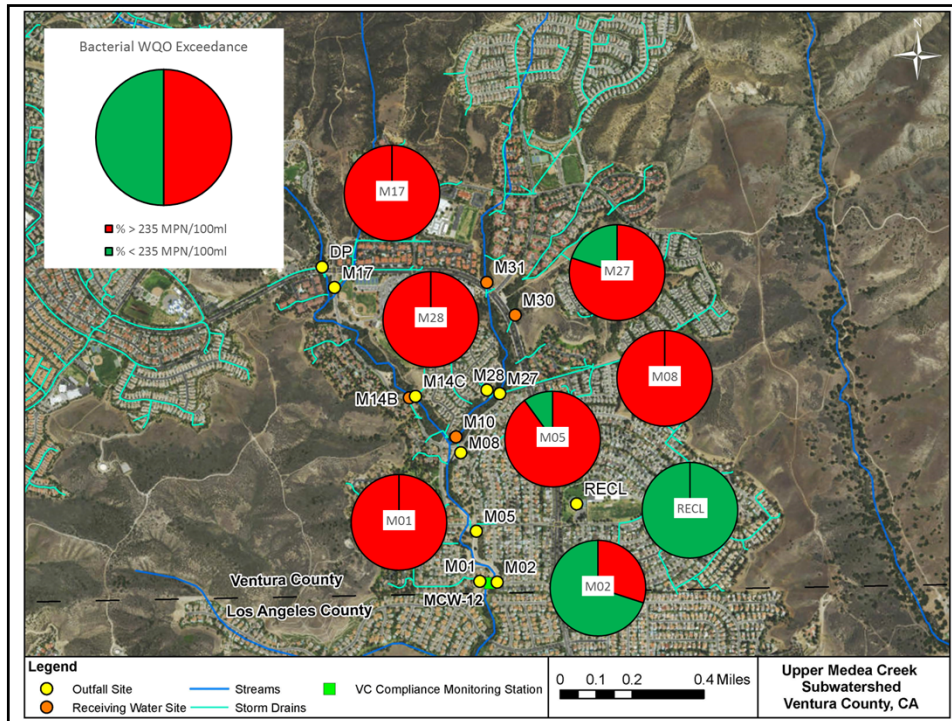 Bacterial WQO Exceedance
% > 235 MPN/100ml
% < 235 MPN/100ml
N
M17
DP
M17
M31
M27
M30
M28
M08
M28
M27
M14C
M14B
M10
M05
M08
RECL
RECL
M01
M05
M01
M02
M02
MCW-12
Ventura County
Los Angeles County
Legend
Outfall Site
Streams
VC Compliance Monitoring Station
Receiving Water Site
Storm Drains
0 0.1 0.2 0.4 Miles
Upper Medea Creek
Subwatershed
Ventura County, CA